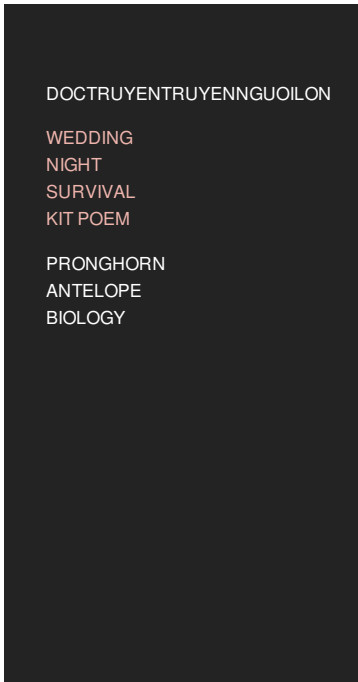 DOCTRUYENTRUYENNGUOILON
WEDDING
NIGHT
SURVIVAL
KIT POEM
PRONGHORN
ANTELOPE
BIOLOGY